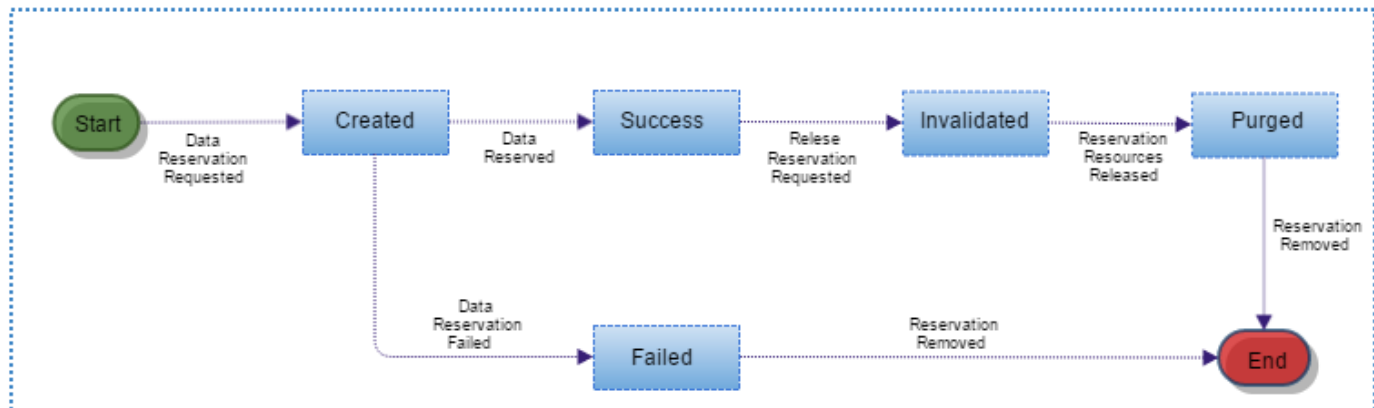 Start
Data
Reservation
Requested
Created
Data
Reserved
Success
Relese
Reservation
Requested
Invalidated
Reservation
Resources
Released
Purged
Reservation
Removed
Data
Reservation
Failed
Failed
Reservation
Removed
End